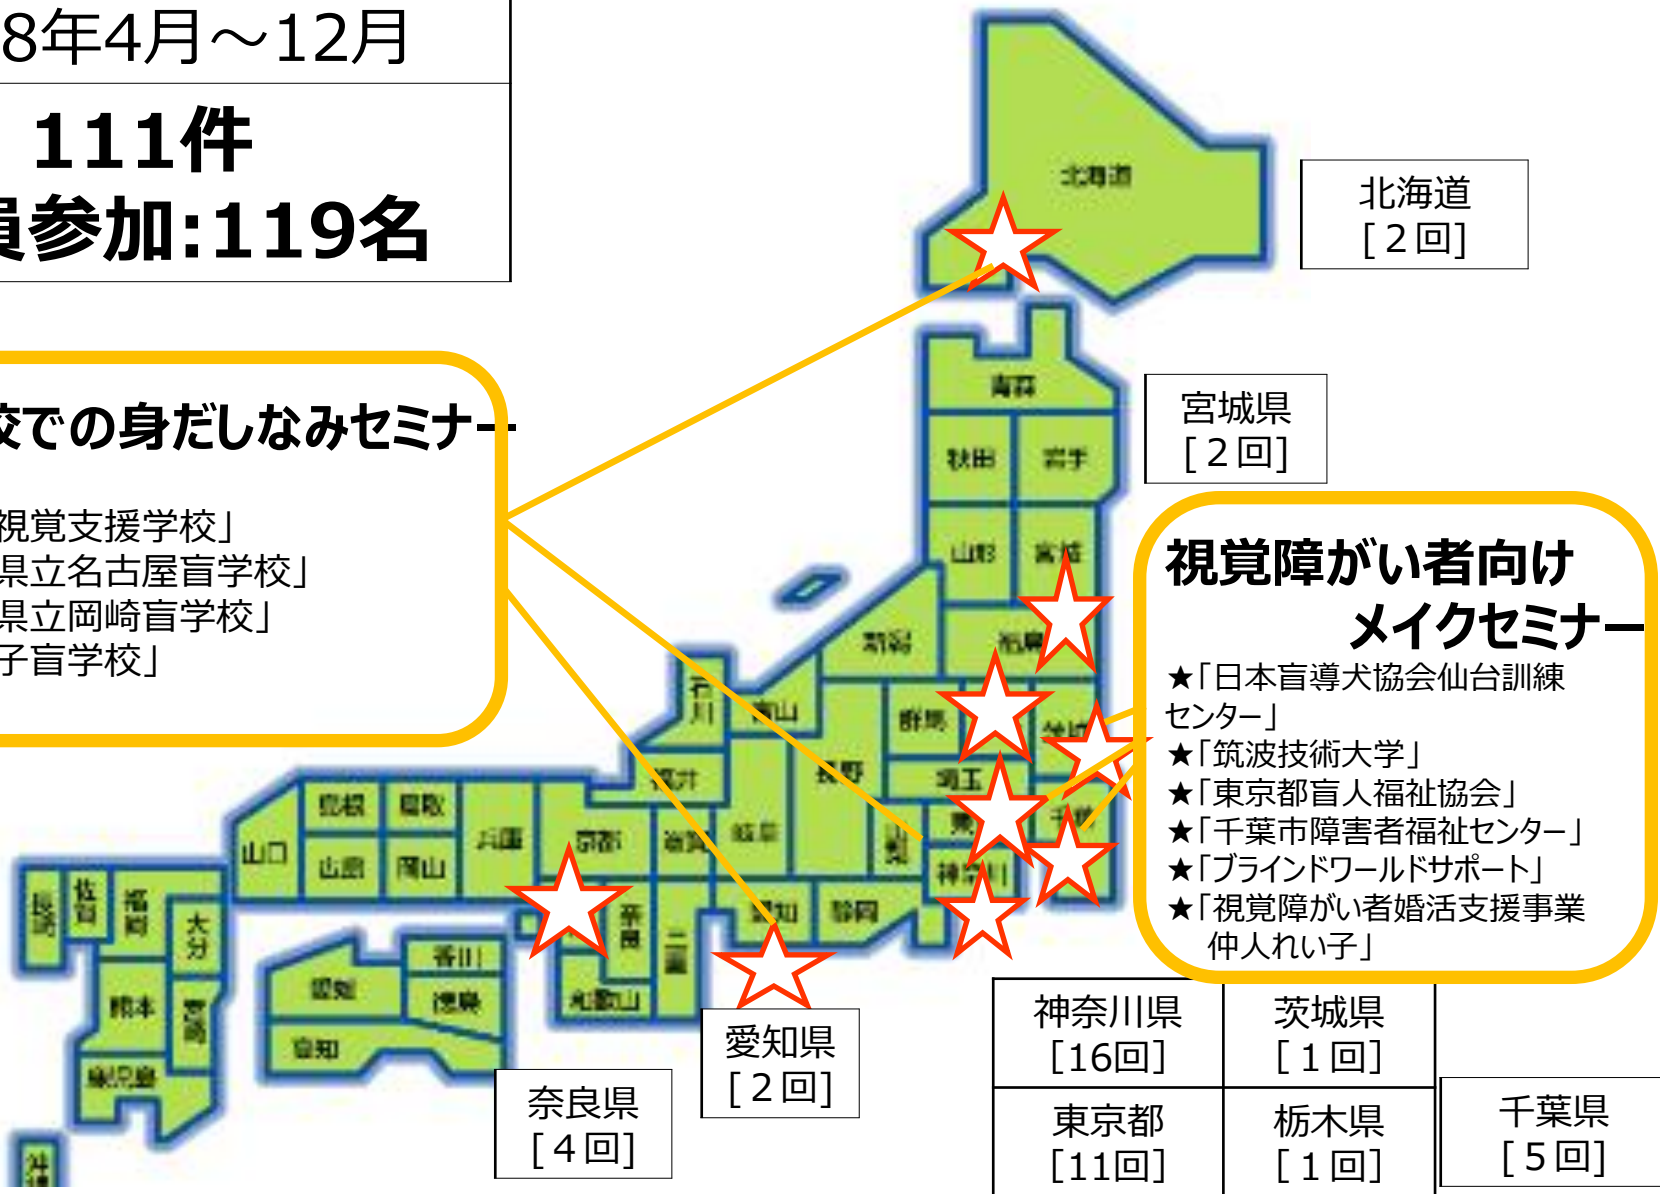 8年4月～12月
111件
員参加:119名
北海道
北海道
[２回]
青森
宮城県
[２回]
校での身だしなみセミナー
視覚支援学校」
県立名古屋盲学校」
県立岡崎盲学校」
子盲学校」
秋田
岩手
山形
宮城
視覚障がい者向け
メイクセミナー
★「日本盲導犬協会仙台訓練
センター」
★「筑波技術大学」
★「東京都盲人福祉協会」
★「千葉市障害者福祉センター」
★「ブラインドワールドサポート」
★「視覚障がい者婚活支援事業
仲人れい子」
新潟
福島
石川
富山
群馬
茨城
福井
長野
埼玉
島根
鳥取
兵庫
京都
滋賀
岐阜
山梨
東
千葉
山口
広島
岡山
神奈川
長崎
佐賀
福岡
大分
奈良
三重
愛知
静岡
香川
愛媛
徳島
和歌山
熊本
宮崎
高知
鹿児島
沖縄
愛知県
[２回]
奈良県
[４回]
神奈川県
[16回]
茨城県
[１回]
東京都
[11回]
栃木県
[１回]
千葉県
[５回]